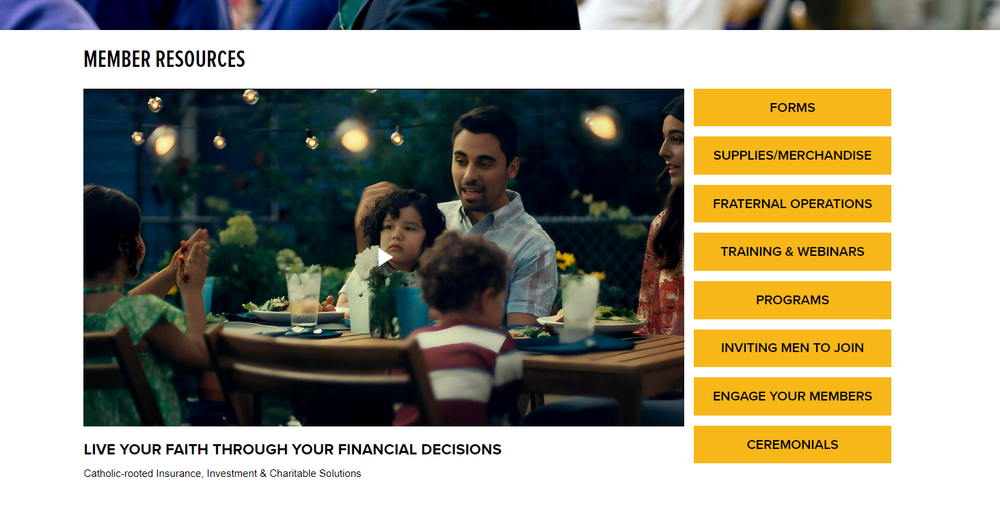 MEMBER RESOURCES
FORMS
SUPPLIES/MERCHANDISE
FRATERNAL OPERATIONS
TRAINING & WEBINARS
PROGRAMS
INVITING MEN TO JOIN
ENGAGE YOUR MEMBERS
CEREMONIALS
LIVE YOUR FAITH THROUGH YOUR FINANCIAL DECISIONS
Catholic-rooted Insurance, Investment & Charitable Solutions